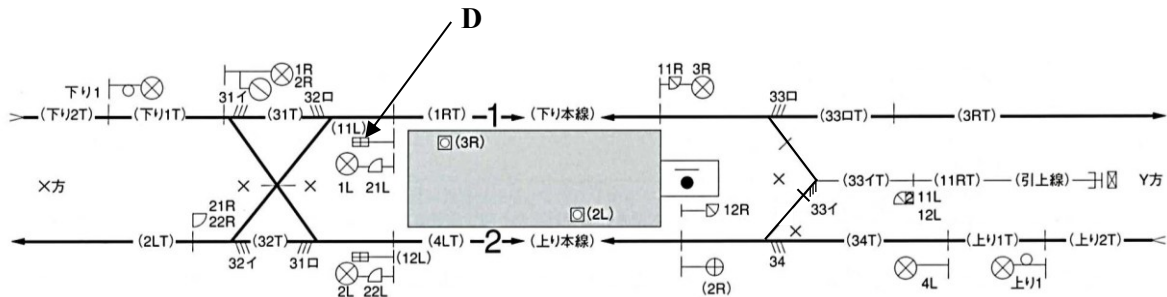 D
11R 3R
1R
2R
下り1
31イ 32ロ 33ロ
(下り2T) (下り1T) (31T) (1RT) 1 (下り本線) (33ロT) (3RT)
(11L)
(3R)
1L 21L
×方 (33イT) (11RT) (引上線) Y方
2 11L
12L
21R
22R
(2L) 12R 33イ
(2LT) (32T) (4LT) 2 (上り本線) (34T) (上り1T) (上り2T)
32イ 31ロ (12L) 34
2L 22L (2R) 4L 上り1